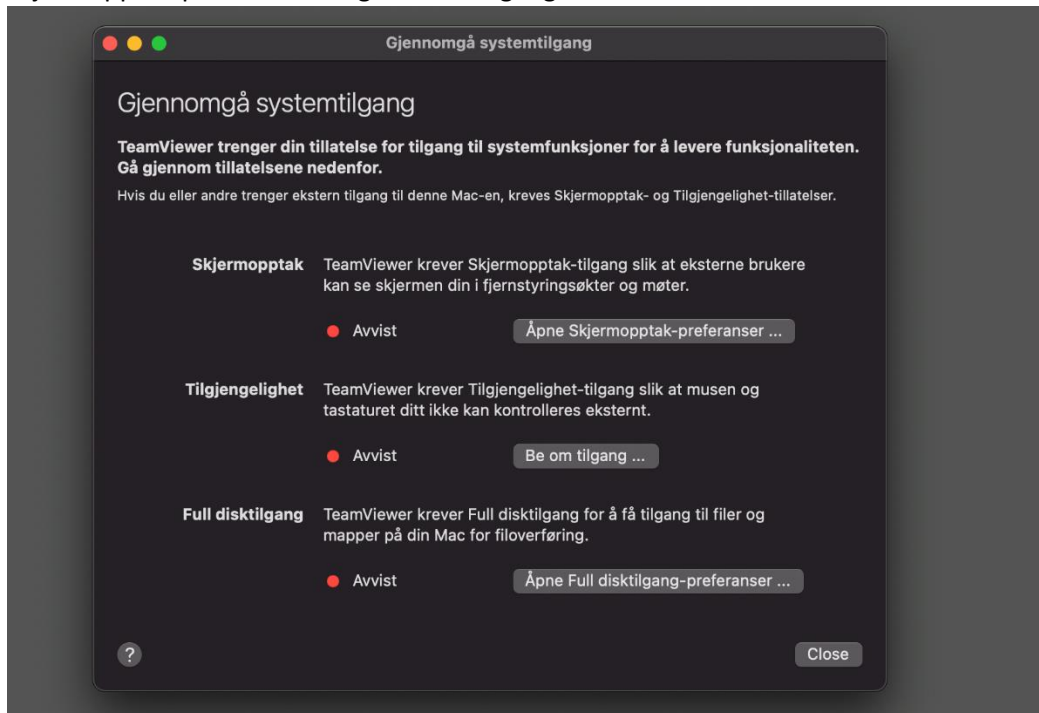 Gjennomgå systemtilgang
Gjennomgå systemtilgang
TeamViewer trenger din tillatelse for tilgang til systemfunksjoner for å levere funksjonaliteten.
Gå gjennom tillatelsene nedenfor.
Hvis du eller andre trenger ekstern tilgang til denne Mac-en, kreves Skjermopptak- og Tilgjengelighet-tillatelser.
Skjermopptak TeamViewer krever Skjermopptak-tilgang slik at eksterne brukere
kan se skjermen din i fjernstyringsøkter og møter.
Avvist Åpne Skjermopptak-preferanser ...
Tilgjengelighet TeamViewer krever Tilgjengelighet-tilgang slik at musen og
tastaturet ditt ikke kan kontrolleres eksternt.
Avvist Be om tilgang ...
Full disktilgang TeamViewer krever Full disktilgang for å få tilgang til filer og
mapper på din Mac for filoverføring.
Avvist Åpne Full disktilgang-preferanser ...
? Close